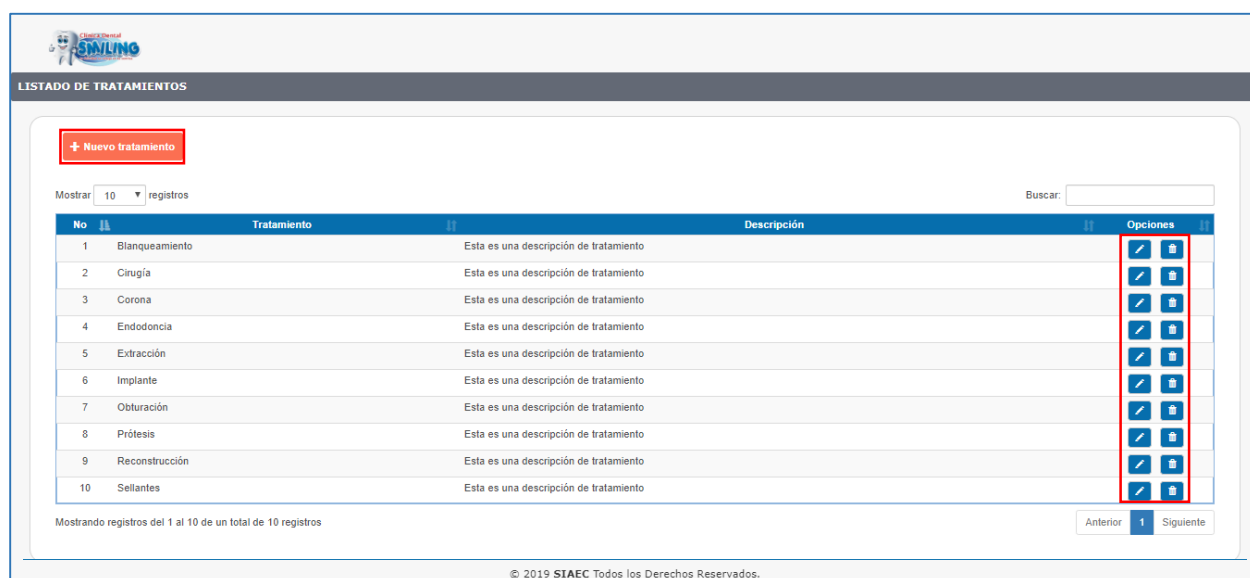 Clínica Dental
SMILING
LISTADO DE TRATAMIENTOS
Nuevo tratamiento
Mostrar 10 registros Buscar:
No Tratamiento Descripción Opciones
1 Blanqueamiento Esta es una descripción de tratamiento
2 Cirugía Esta es una descripción de tratamiento
3 Corona Esta es una descripción de tratamiento
4 Endodoncia Esta es una descripción de tratamiento
5 Extracción Esta es una descripción de tratamiento
6 Implante Esta es una descripción de tratamiento
7 Obturación Esta es una descripción de tratamiento
8 Prótesis Esta es una descripción de tratamiento
9 Reconstrucción Esta es una descripción de tratamiento
10 Sellantes Esta es una descripción de tratamiento
Mostrando registros del 1 al 10 de un total de 10 registros Anterior 1 Siguiente
© 2019 SIAEC Todos los Derechos Reservados.